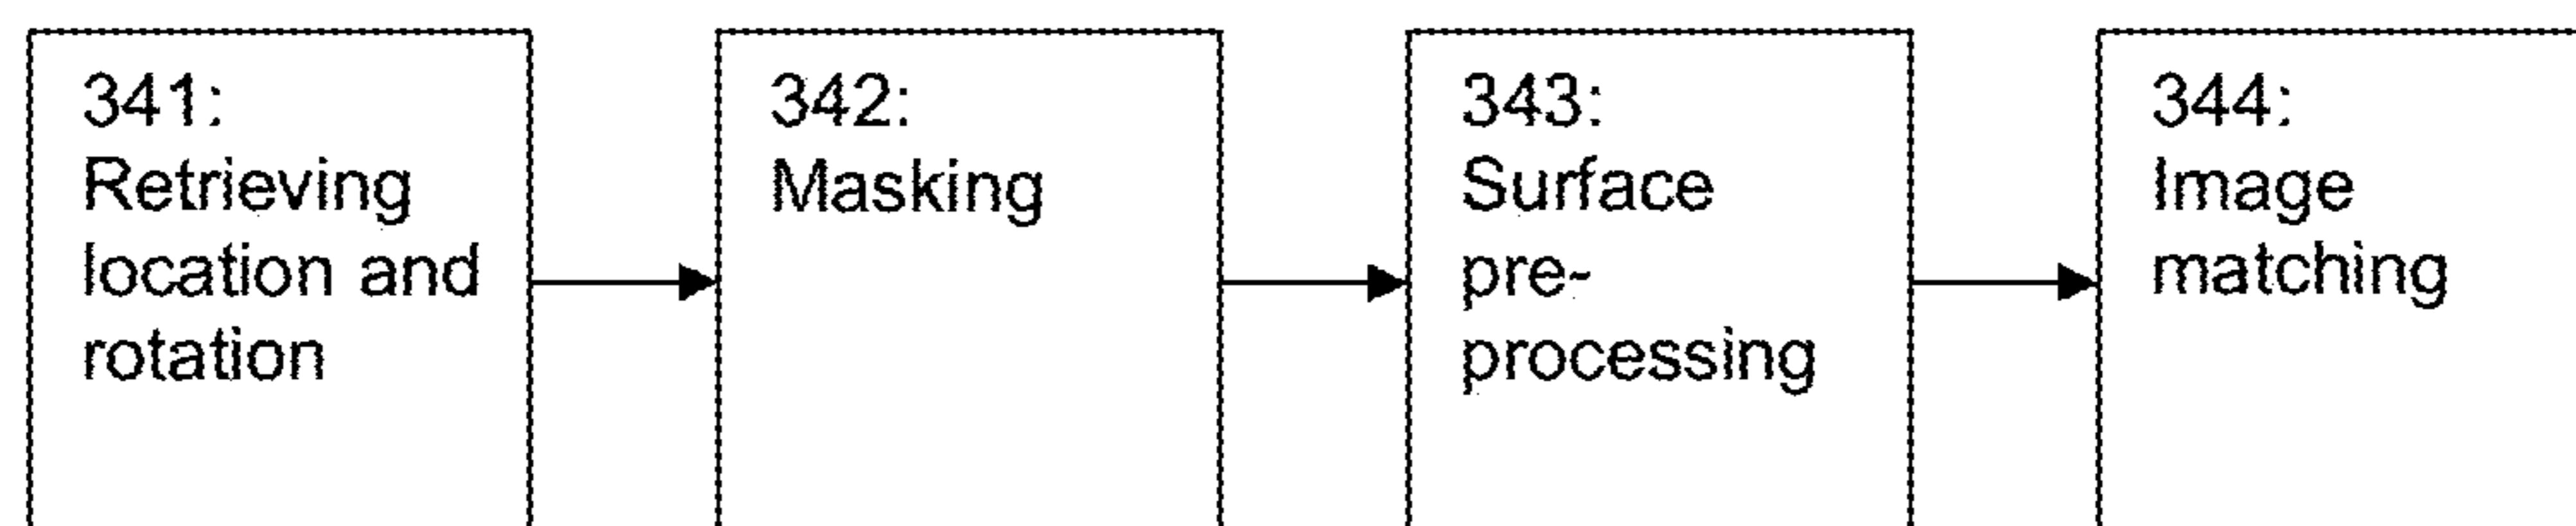 341:
Retrieving
location and
rotation
342:
Masking
343:
Surface
pre-
processing
344:
Image
matching